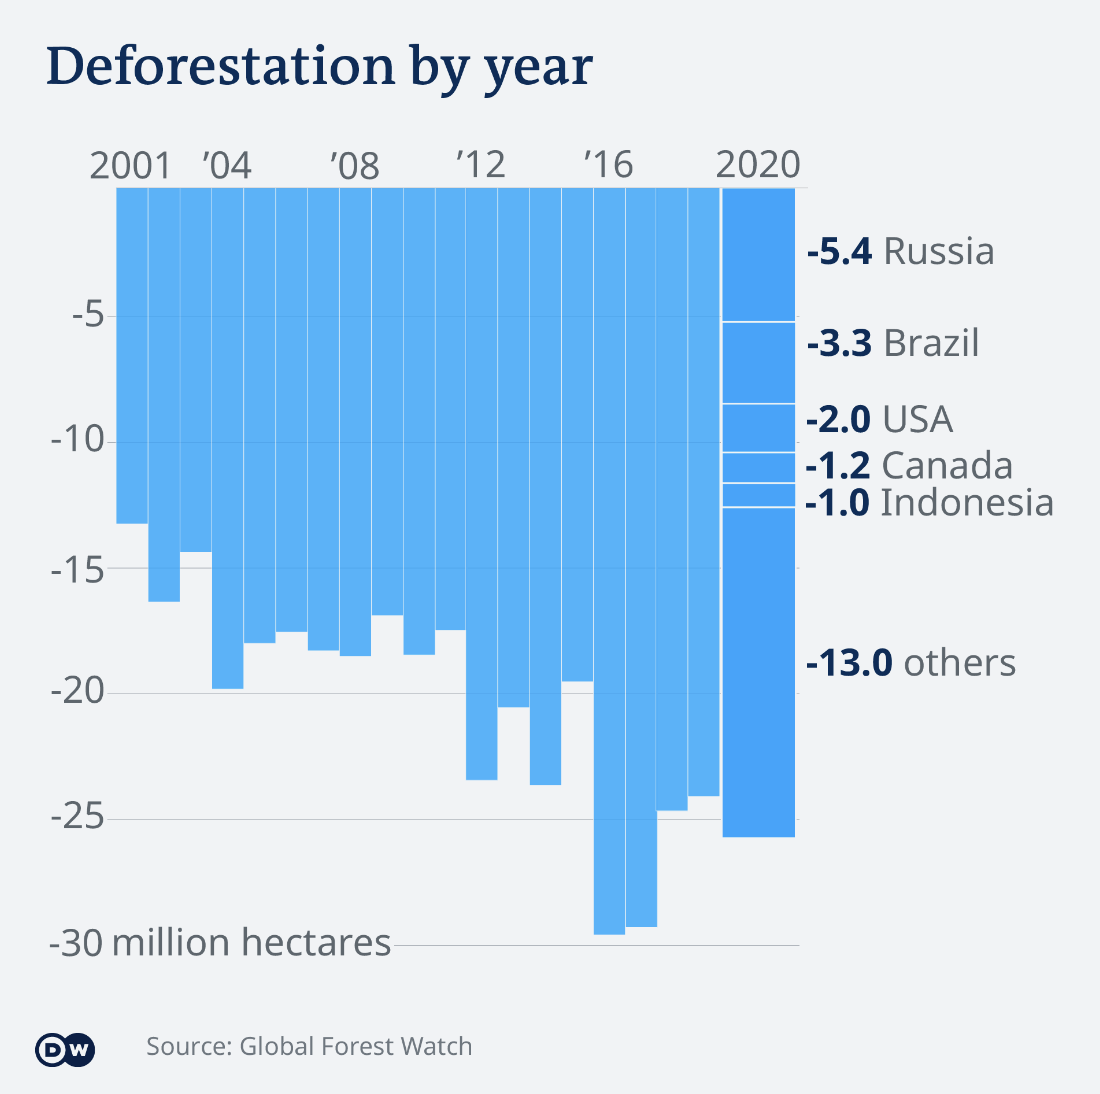 Deforestation by year
2001 ’04 ’08 ’12 ’16 2020
-5.4 Russia
-5
-3.3 Brazil
-2.0 USA
-10
-1.2 Canada
-1.0 Indonesia
-15
-13.0 others
-20
-25
-30 million hectares
DW Source: Global Forest Watch